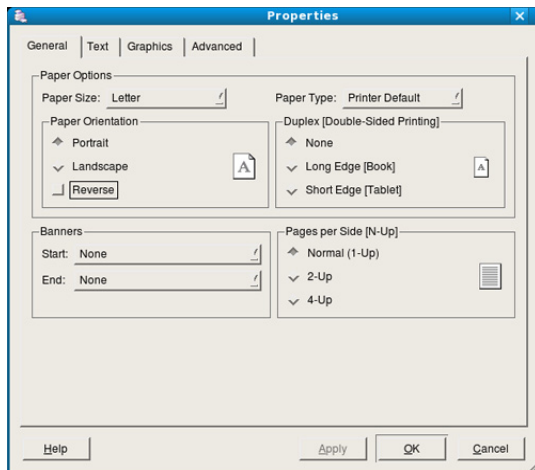 Properties
General Text Graphics Advanced
Paper Options
Paper Size: Letter Paper Type: Printer Default
Paper Orientation Duplex [Double-Sided Printing]
Portrait None
A
Landscape Long Edge [Book] A
Reverse Short Edge [Tablet]
Banners Pages per Side [N-Up]
Start: None Normal (1-Up)
End: None 2-Up
4-Up
Help Apply OK Cancel